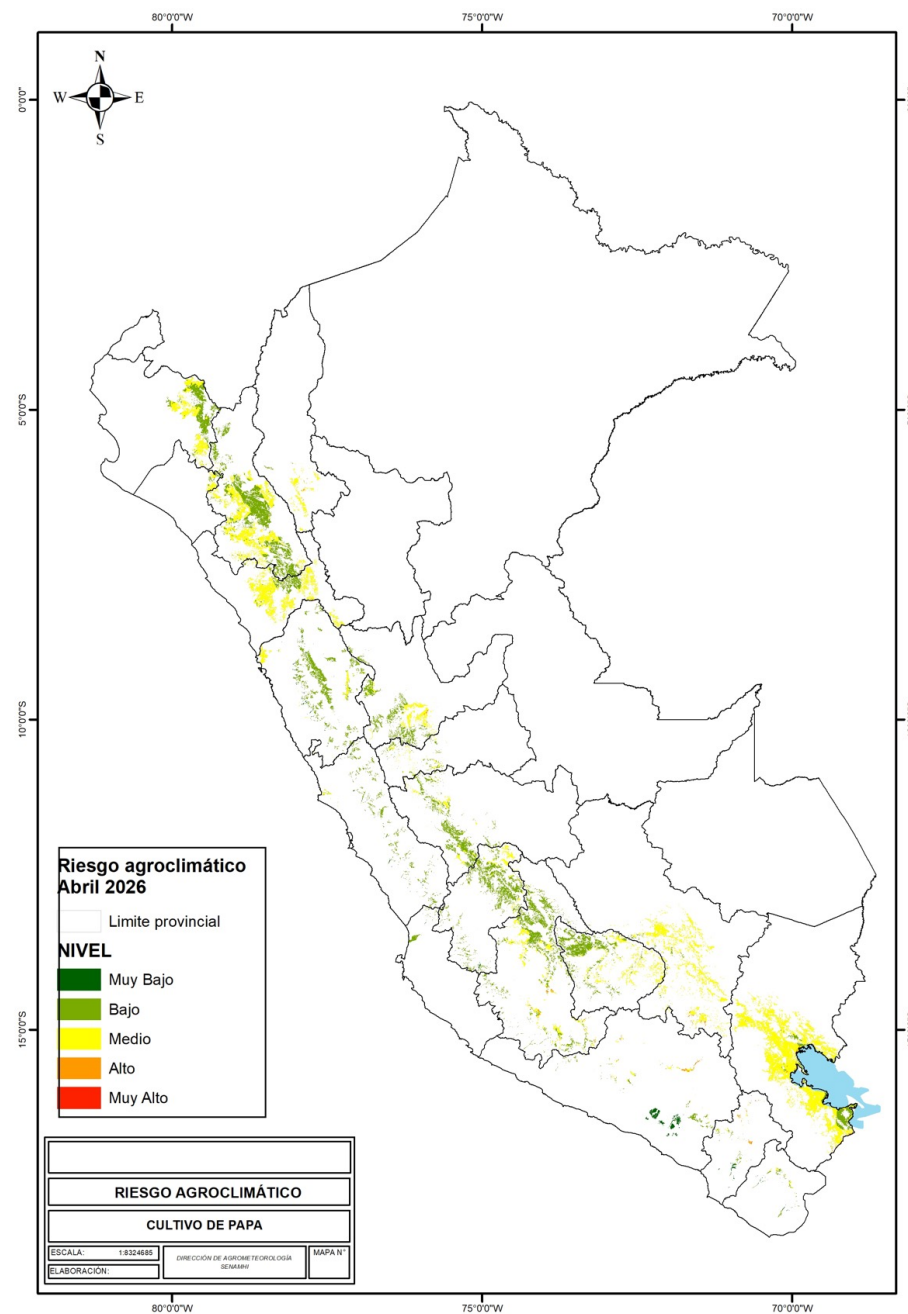 80°0'0"W
75°0'0"W
70°0'0"W
N
W
E
S
0°0'0"
5°0'0"S
10°0'0"S
15°0'0"S
Riesgo agroclimático
Abril 2026
Limite provincial
NIVEL
Muy Bajo
Bajo
Medio
Alto
Muy Alto
RIESGO AGROCLIMÁTICO
CULTIVO DE PAPA
ESCALA: 1:8324685
DIRECCIÓN DE AGROMETEOROLOGÍA
SENAMHI
MAPA N°
ELABORACIÓN:
80°0'0"W
75°0'0"W
70°0'0"W